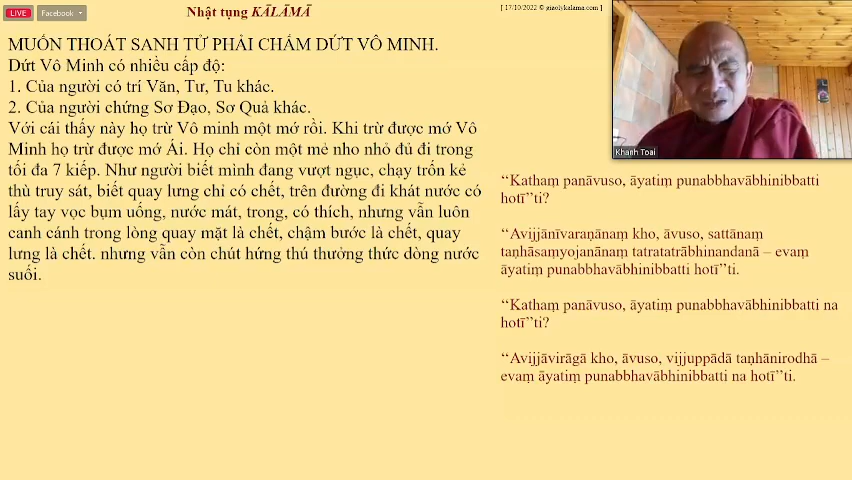 LIVE
Facebook
Nhật tụng KĀLĀMĀ
[ 17/10/2022 © giaolykalama.com ]
MUỐN THOÁT SANH TỬ PHẢI CHẤM DỨT VÔ MINH.
Dứt Vô Minh có nhiều cấp độ:
1. Của người có trí Văn, Tư, Tu khác.
2. Của người chứng Sơ Đạo, Sơ Quả khác.
Với cái thấy này họ trừ Vô minh một mớ rồi. Khi trừ được mớ Vô
Minh họ trừ được mớ Ái. Họ chỉ còn một mẻ nho nhỏ đủ đi trong
tối đa 7 kiếp. Như người biết mình đang vượt ngục, chạy trốn kẻ
thù truy sát, biết quay lưng chỉ có chết, trên đường đi khát nước có
lấy tay vọc bụm uống, nước mát, trong, có thích, nhưng vẫn luôn
canh cánh trong lòng quay mặt là chết, chậm bước là chết, quay
lưng là chết. nhưng vẫn còn chút hứng thú thưởng thức dòng nước
suối.
Khanh Toai
‘‘Kathaṃ panāvuso, āyatiṃ punabbhavābhinibbatti
hotī’’ti?
‘‘Avijjānīvaraṇānaṃ kho, āvuso, sattānaṃ
taṇhāsaṃyojanānaṃ tatratatrābhinandanā – evaṃ
āyatiṃ punabbhavābhinibbatti hotī’’ti.
‘‘Kathaṃ panāvuso, āyatiṃ punabbhavābhinibbatti na
hotī’’ti?
‘‘Avijjāvirāgā kho, āvuso, vijjuppādā taṇhānirodhā –
evaṃ āyatiṃ punabbhavābhinibbatti na hotī’’ti.